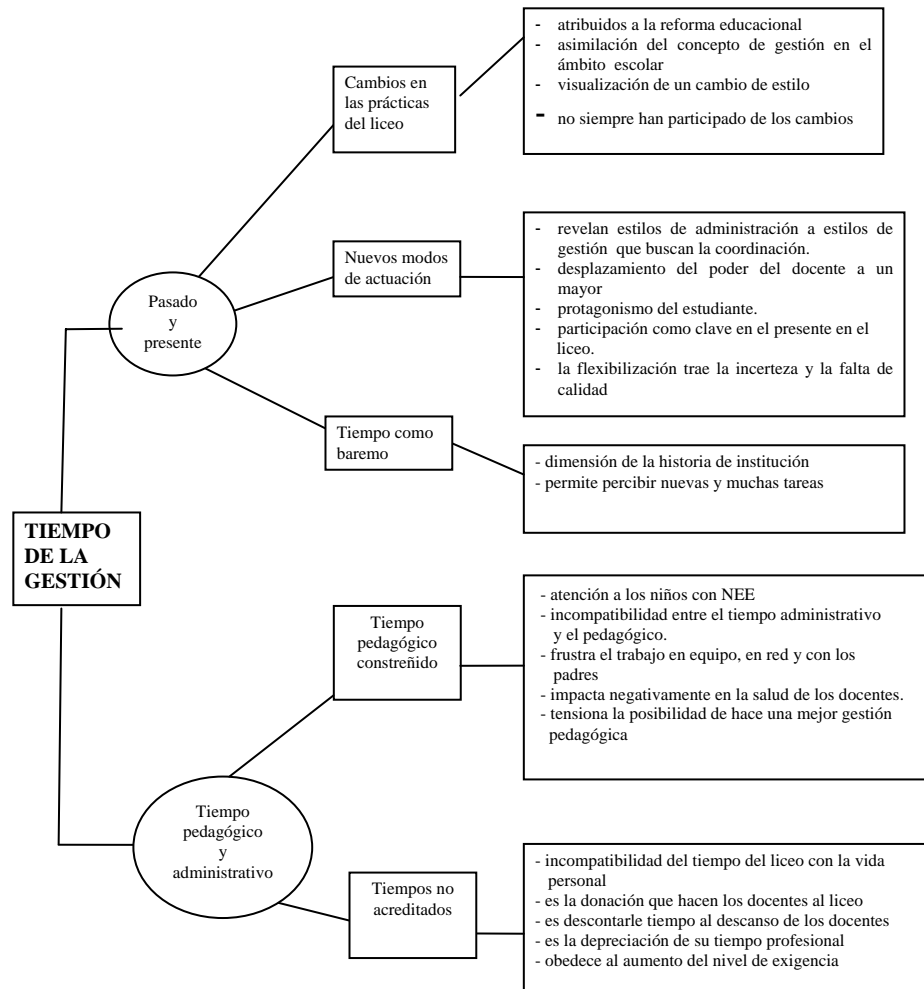 - atribuidos a la reforma educacional
- asimilación del concepto de gestión en el
ámbito escolar
- visualización de un cambio de estilo
- no siempre han participado de los cambios
Cambios en
las prácticas
del liceo
- revelan estilos de administración a estilos de
gestión que buscan la coordinación.
- desplazamiento del poder del docente a un
mayor
- protagonismo del estudiante.
- participación como clave en el presente en el
liceo.
- la flexibilización trae la incerteza y la falta de
calidad
Nuevos modos
de actuación
Pasado
y
presente
Tiempo como
baremo
- dimensión de la historia de institución
- permite percibir nuevas y muchas tareas
TIEMPO
DE LA
GESTIÓN
Tiempo
pedagógico
constreñido
- atención a los niños con NEE
- incompatibilidad entre el tiempo administrativo
y el pedagógico.
- frustra el trabajo en equipo, en red y con los
padres
- impacta negativamente en la salud de los docentes.
- tensiona la posibilidad de hace una mejor gestión
pedagógica
Tiempo
pedagógico
y
administrativo
Tiempos no
acreditados
- incompatibilidad del tiempo del liceo con la vida
personal
- es la donación que hacen los docentes al liceo
- es descontarle tiempo al descanso de los docentes
- es la depreciación de su tiempo profesional
- obedece al aumento del nivel de exigencia